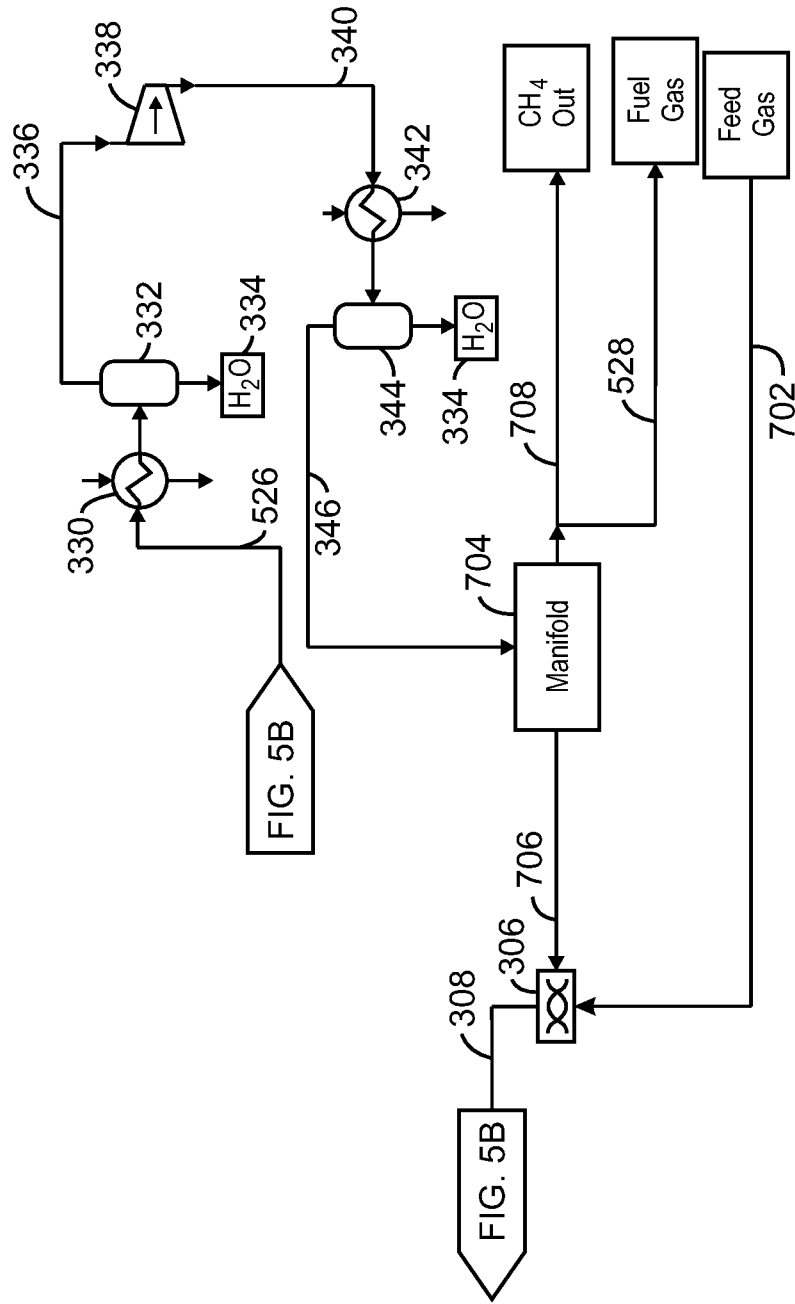 336
338
340
342
332
334
H₂O
330
526
FIG. 5B
344
334
H₂O
346
CH₄
Out
Fuel
Gas
Feed
Gas
708
528
702
704
Manifold
706
306
308
FIG. 5B